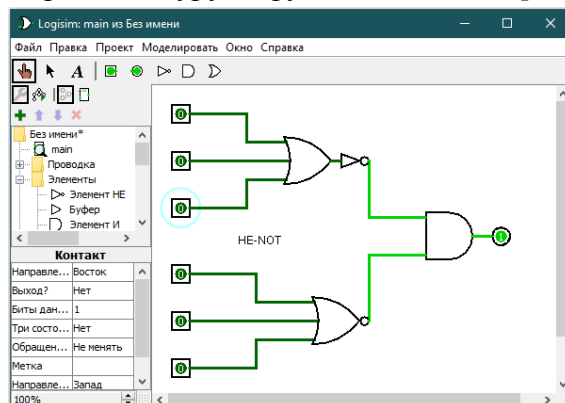 Logisim: main из Без имени
Файл Правка Проект Моделировать Окно Справка
A
Без имени*
main
Проводка
Элементы
Элемент НЕ
Буфер
Элемент И
Контакт
Направле... Восток
Выход? Нет
Биты дан... 1
Три состо... Нет
Обращен... Не менять
Метка
Направле... Запад
100%
0
0
0
НЕ-NOT
1
0
0
0